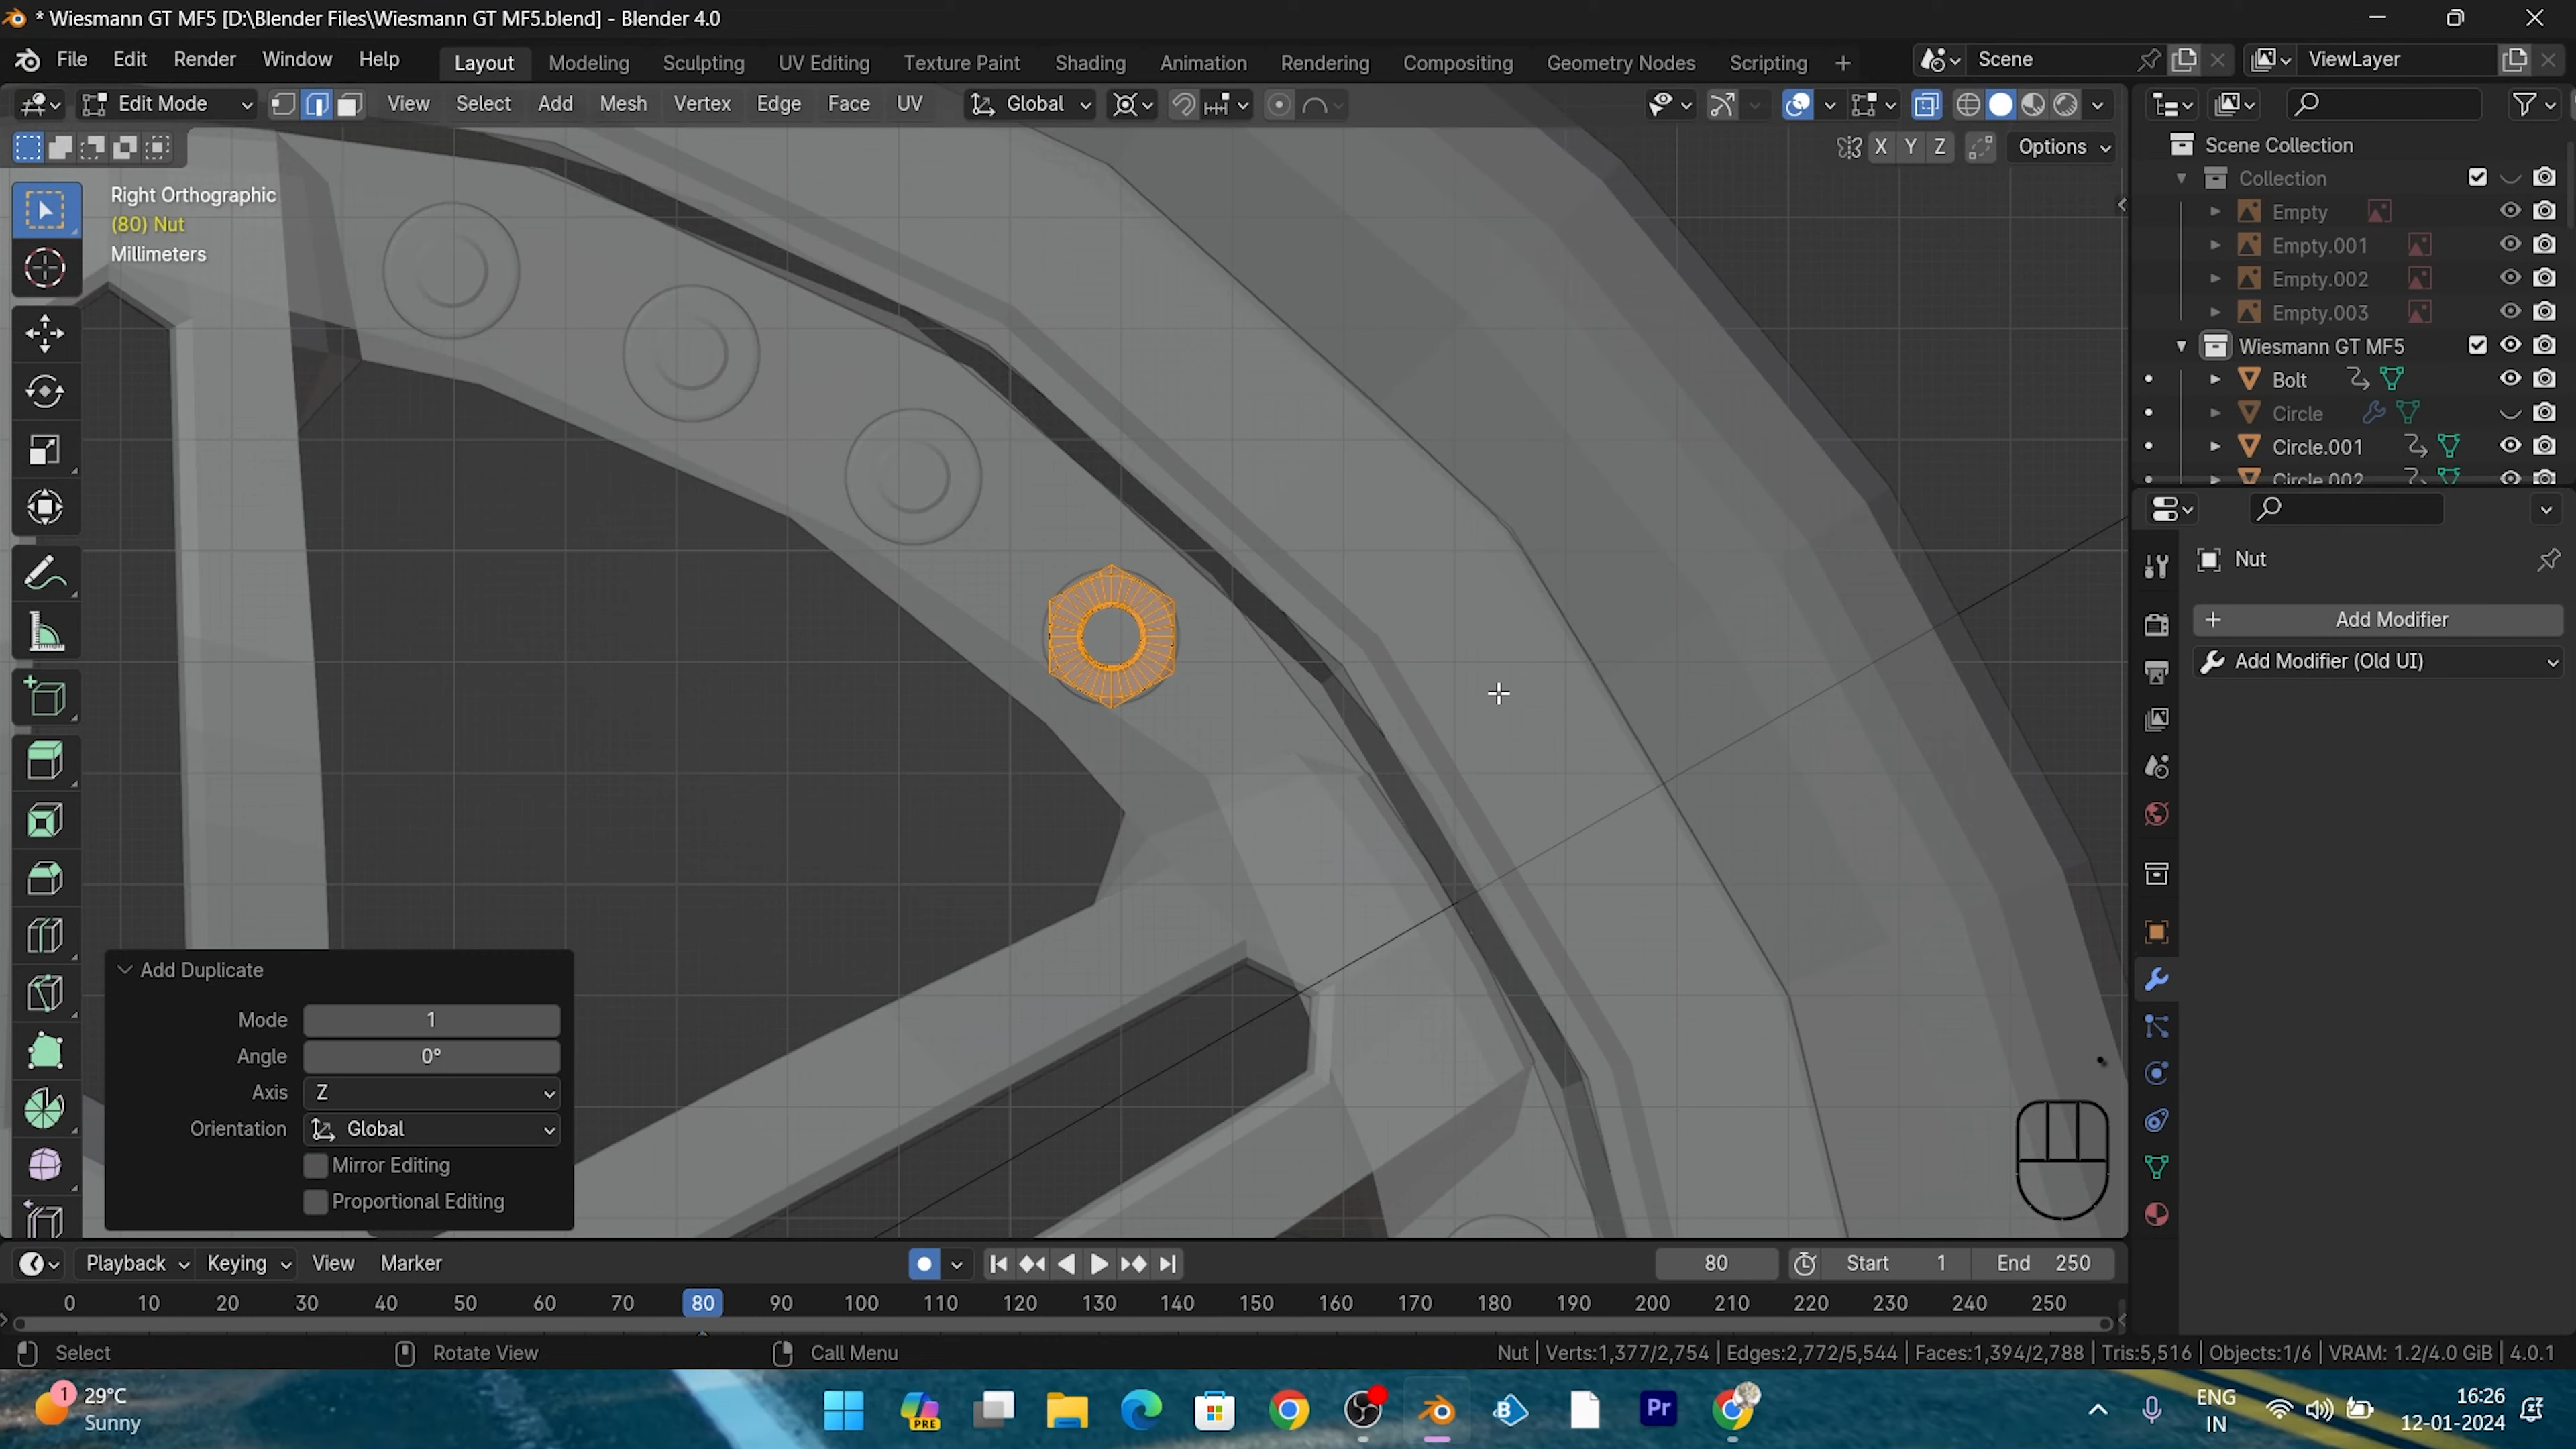 * Wiesmann GT MF5 [D:\Blender Files\Wiesmann GT MF5.blend] - Blender 4.0
File Edit Render Window Help Layout Modeling Sculpting UV Editing Texture Paint Shading Animation Rendering Compositing Geometry Nodes Scripting + Scene ViewLayer
Edit Mode View Select Add Mesh Vertex Edge Face UV Global
X Y Z Options
Right Orthographic
(80) Nut
Millimeters
Scene Collection
Collection
Empty
Empty.001
Empty.002
Empty.003
Wiesmann GT MF5
Bolt
Circle
Circle.001
Circle.002
Nut
+ Add Modifier
Add Modifier (Old UI)
Add Duplicate
Mode 1
Angle 0°
Axis Z
Orientation Global
Mirror Editing
Proportional Editing
Playback Keying View Marker 80 Start 1 End 250
0 10 20 30 40 50 60 70 80 90 100 110 120 130 140 150 160 170 180 190 200 210 220 230 240 250
Select Rotate View Call Menu Nut | Verts:1,377/2,754 | Edges:2,772/5,544 | Faces:1,394/2,788 | Tris:5,516 | Objects:1/6 | VRAM: 1.2/4.0 GiB | 4.0.1
1
29°C
Sunny
PRE
B
Pr
ENG
IN
16:26
12-01-2024